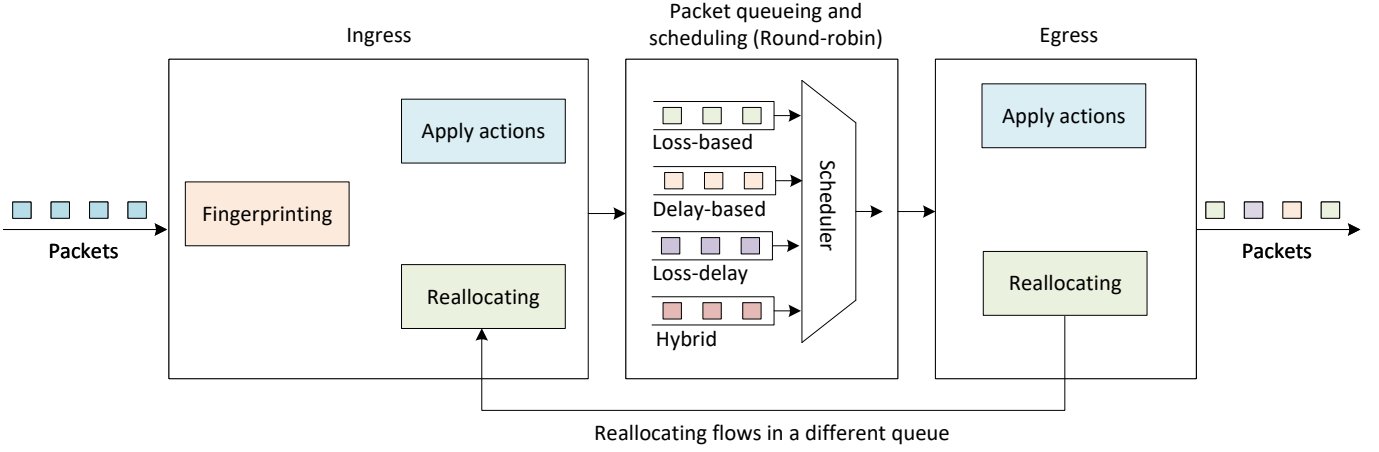 Ingress
Packet queueing and
scheduling (Round-robin)
Egress
Packets
Fingerprinting
Apply actions
Reallocating
Loss-based
Delay-based
Loss-delay
Hybrid
Scheduler
Apply actions
Reallocating
Packets
Reallocating flows in a different queue